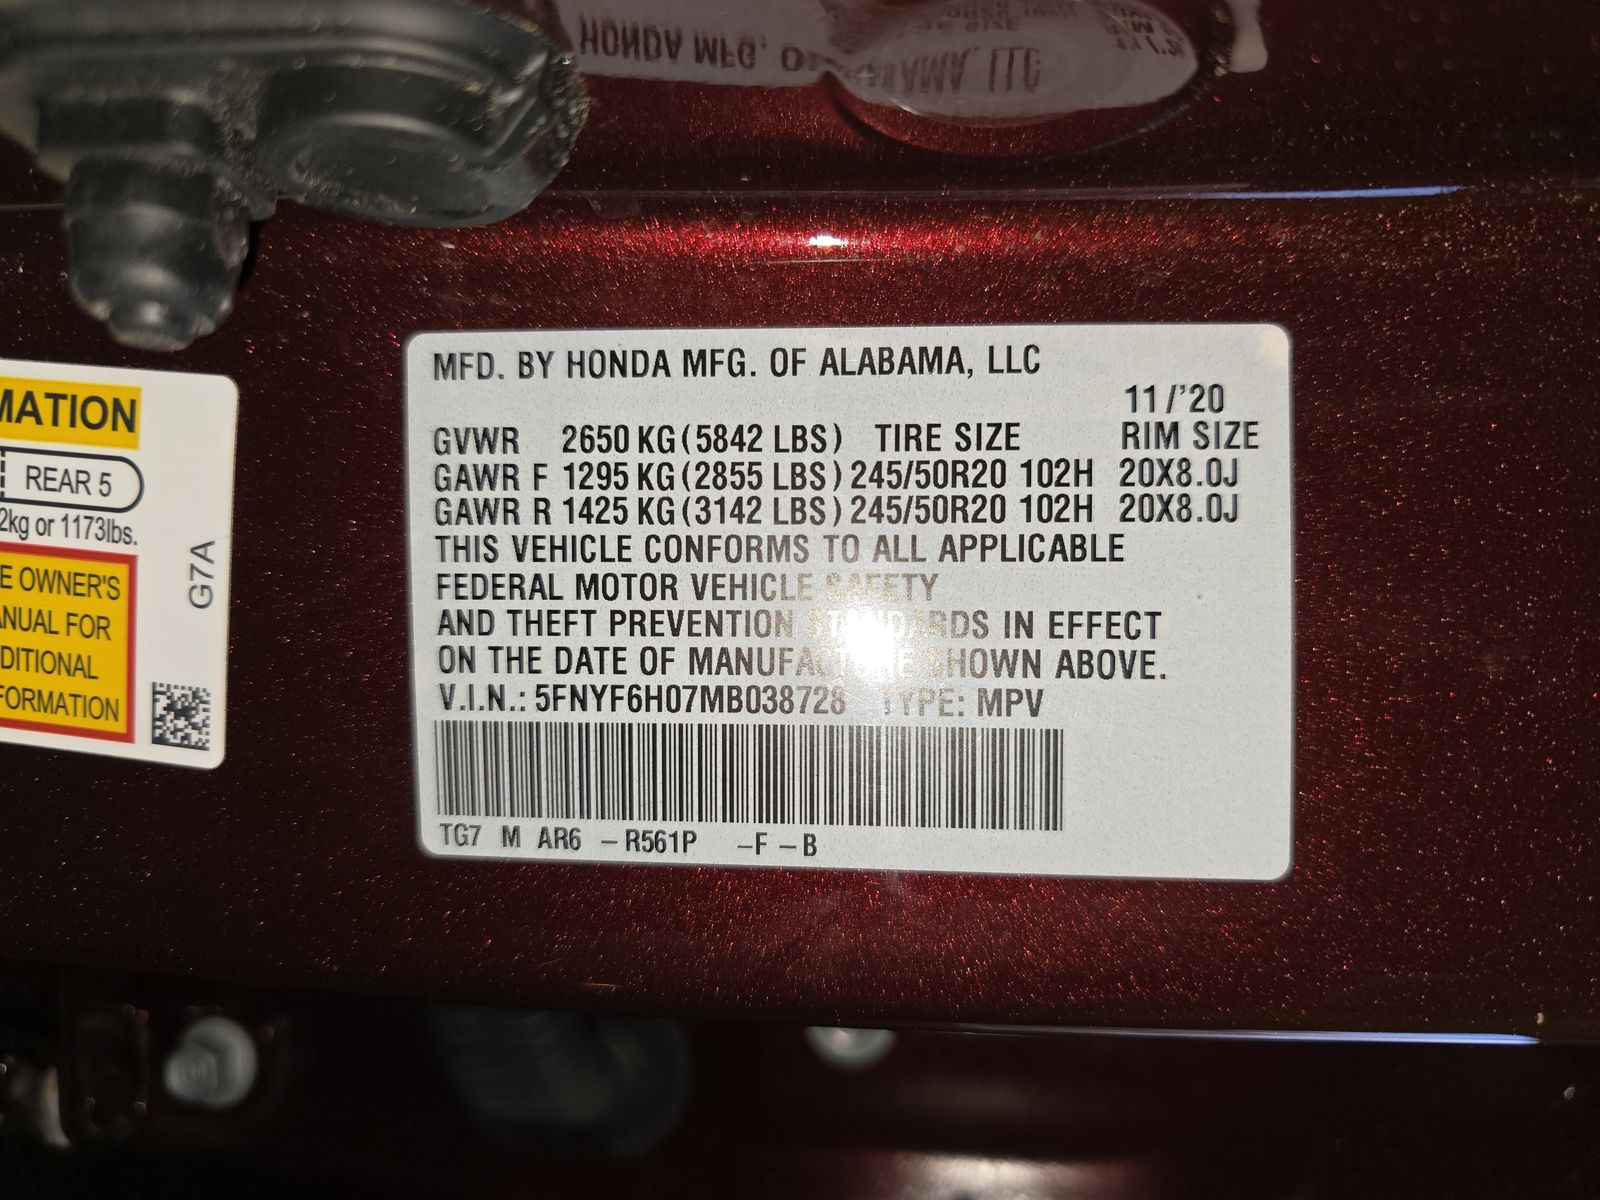 MFD. BY HONDA MFG. OF ALABAMA, LLC
11/'20
GVWR 2650 KG (5842 LBS) TIRE SIZE RIM SIZE
GAWR F 1295 KG (2855 LBS) 245/50R20 102H 20X8.0J
GAWR R 1425 KG (3142 LBS) 245/50R20 102H 20X8.0J
THIS VEHICLE CONFORMS TO ALL APPLICABLE
FEDERAL MOTOR VEHICLE SAFETY
AND THEFT PREVENTION STANDARDS IN EFFECT
ON THE DATE OF MANUFACTURE SHOWN ABOVE.
V.I.N.: 5FNYF6H07MB038728 TYPE: MPV
TG7 M AR6 – R561P –F – B
MATION
REAR 5
2kg or 1173lbs.
E OWNER'S
ANUAL FOR
DITIONAL
FORMATION
G7A
HONDA MFG. LLC